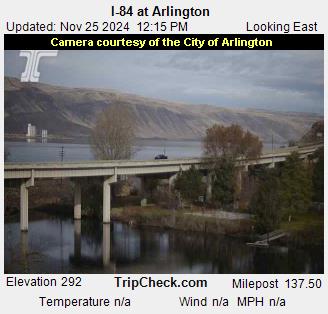 I-84 at Arlington
Updated: Nov 25 2024 12:15 PM Looking East
Camera courtesy of the City of Arlington
Elevation 292 TripCheck.com Milepost 137.50
Temperature n/a Wind n/a MPH n/a